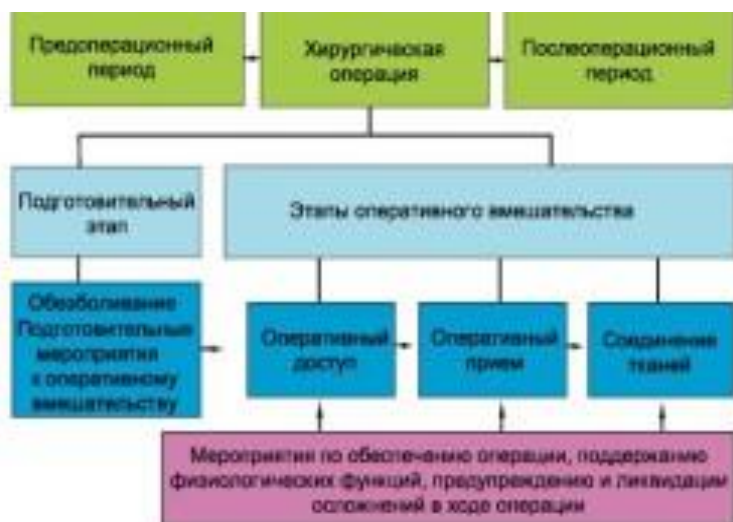 Предоперационный
период
Хирургическая
операция
Послеоперационный
период
Подготовительный
этап
Этапы оперативного вмешательства
Обезболивание
Подготовительные
мероприятия
к оперативному
вмешательству
Оперативный
доступ
Оперативный
прием
Соединение
тканей
Мероприятия по обеспечению операции, поддержанию
физиологических функций, предупреждению и ликвидации
осложнений в ходе операции